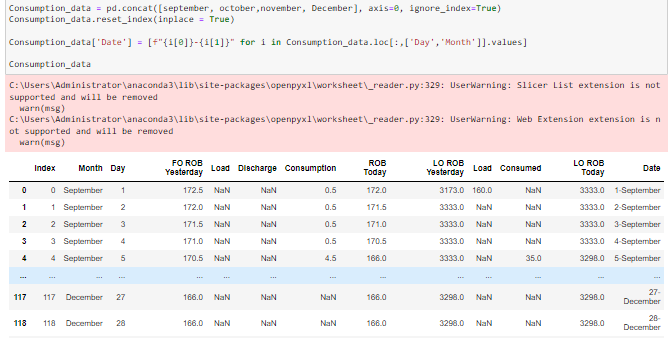 Consumption_data = pd.concat([september, october,november, December], axis=0, ignore_index=True)
Consumption_data.reset_index(inplace = True)
Consumption_data['Date'] = [f"{i[0]}-{i[1]}" for i in Consumption_data.loc[:,['Day','Month']].values]
Consumption_data
C:\Users\Administrator\anaconda3\lib\site-packages\openpyxl\worksheet\_reader.py:329: UserWarning: Slicer List extension is not
supported and will be removed
warn(msg)
C:\Users\Administrator\anaconda3\lib\site-packages\openpyxl\worksheet\_reader.py:329: UserWarning: Web Extension extension is n
ot supported and will be removed
warn(msg)
Index Month Day FO ROB Yesterday Load Discharge Consumption ROB Today LO ROB Yesterday Load Consumed LO ROB Today Date
0 0 September 1 172.5 NaN NaN 0.5 172.0 3173.0 160.0 NaN 3333.0 1-September
1 1 September 2 172.0 NaN NaN 0.5 171.5 3333.0 NaN NaN 3333.0 2-September
2 2 September 3 171.5 NaN NaN 0.5 171.0 3333.0 NaN NaN 3333.0 3-September
3 3 September 4 171.0 NaN NaN 0.5 170.5 3333.0 NaN NaN 3333.0 4-September
4 4 September 5 170.5 NaN NaN 4.5 166.0 3333.0 NaN 35.0 3298.0 5-September
... ... ... ... ... ... ... ... ... ... ... ... ... ...
117 117 December 27 166.0 NaN NaN NaN 166.0 3298.0 NaN NaN 3298.0 27-December
118 118 December 28 166.0 NaN NaN NaN 166.0 3298.0 NaN NaN 3298.0 28-December